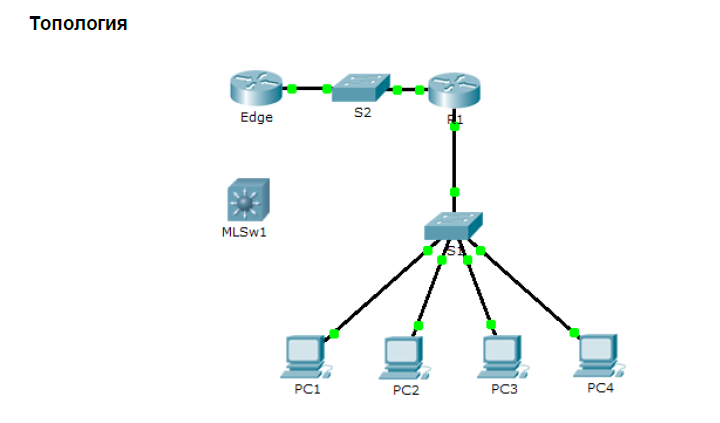 Топология
Edge
S2
R1
MLSw1
S1
PC1
PC2
PC3
PC4